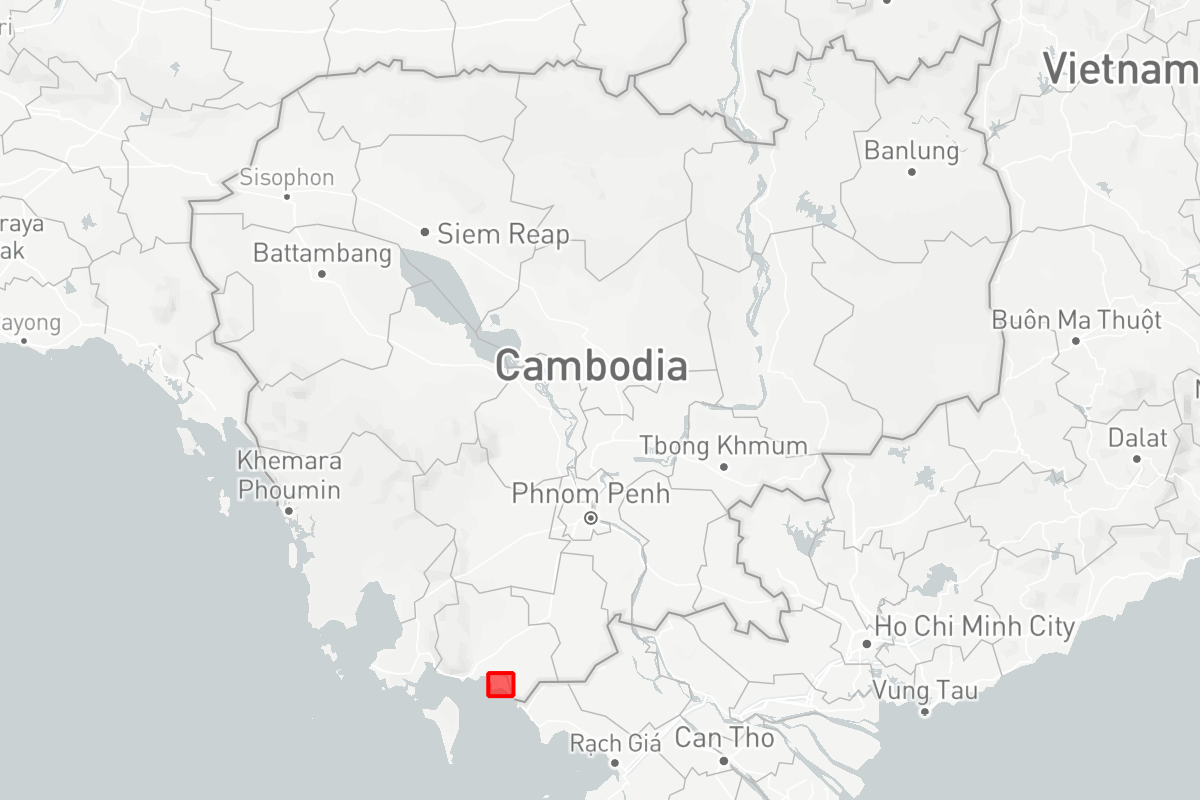 Vietnam
Banlung
Sisophon
Siem Reap
Battambang
Buôn Ma Thuột
Cambodia
Dalat
Tbong Khmum
Khemara
Phoumin
Phnom Penh
Ho Chi Minh City
Vung Tau
Rạch Giá
Can Tho
ri
raya
ak
ayong
N